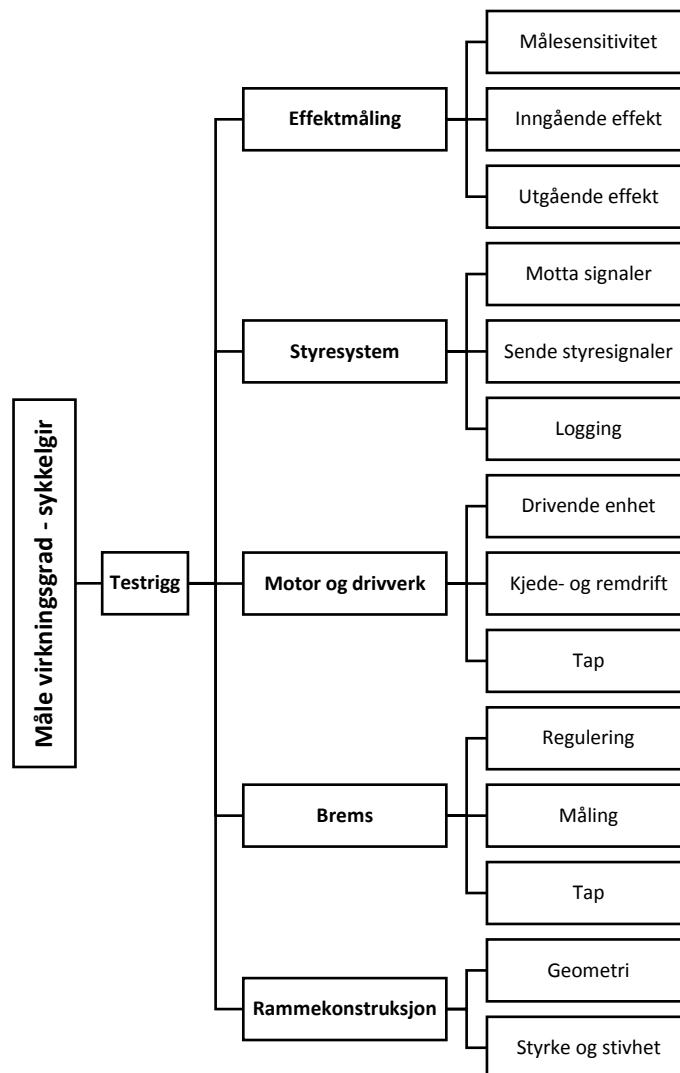 Måle virkningsgrad - sykkelgir
Testrigg
Effektmåling
Målesensitivitet
Inngående effekt
Utgående effekt
Styresystem
Motta signaler
Sende styresignaler
Logging
Motor og drivverk
Drivende enhet
Kjede- og remdrift
Tap
Brems
Regulering
Måling
Tap
Rammekonstruksjon
Geometri
Styrke og stivhet